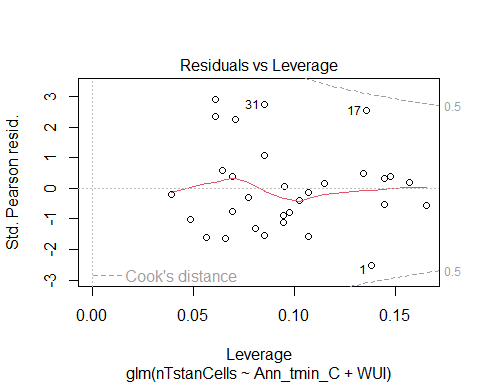 Residuals vs Leverage
Std. Pearson resid.
3
2
1
0
-1
-2
-3
31
17
1
0.5
0.5
Cook's distance
0.00 0.05 0.10 0.15
Leverage
glm(nTstanCells ~ Ann_tmin_C + WUI)